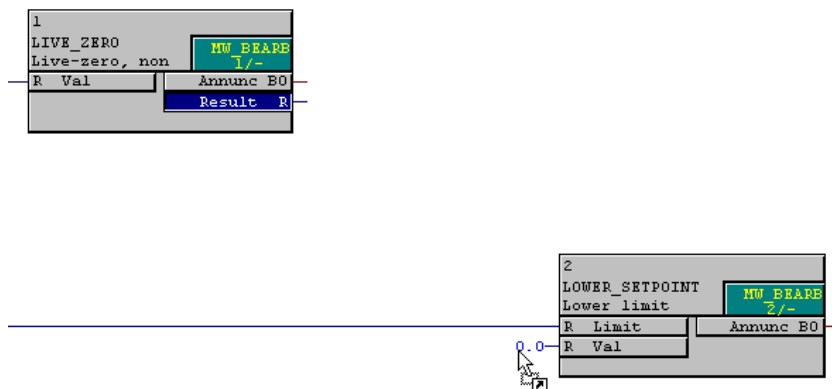 1
LIVE_ZERO
Live-zero, non
MW_BEARB
1/-
R Val
Annunc BO
Result R
2
LOWER_SETPOINT
Lower limit
MW_BEARB
2/-
R Limit
Annunc BO
0.0
R Val